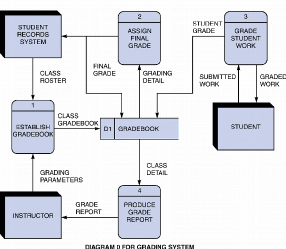 STUDENT
RECORDS
SYSTEM
2
ASSIGN
FINAL
GRADE
STUDENT
GRADE
3
GRADE
STUDENT
WORK
CLASS
ROSTER
FINAL
GRADE
GRADING
DETAIL
SUBMITTED
WORK
GRADED
WORK
1
ESTABLISH
GRADEBOOK
CLASS
GRADEBOOK
D1 GRADEBOOK
STUDENT
GRADING
PARAMETERS
CLASS
DETAIL
INSTRUCTOR
GRADE
REPORT
4
PRODUCE
GRADE
REPORT
DIAGRAM 0 FOR GRADING SYSTEM